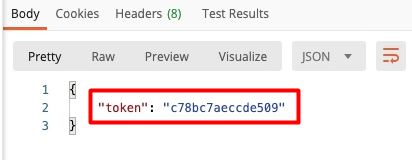 Body Cookies Headers (8) Test Results
Pretty Raw Preview Visualize JSON
1 {
2 "token": "c78bc7aeccde509"
3 }